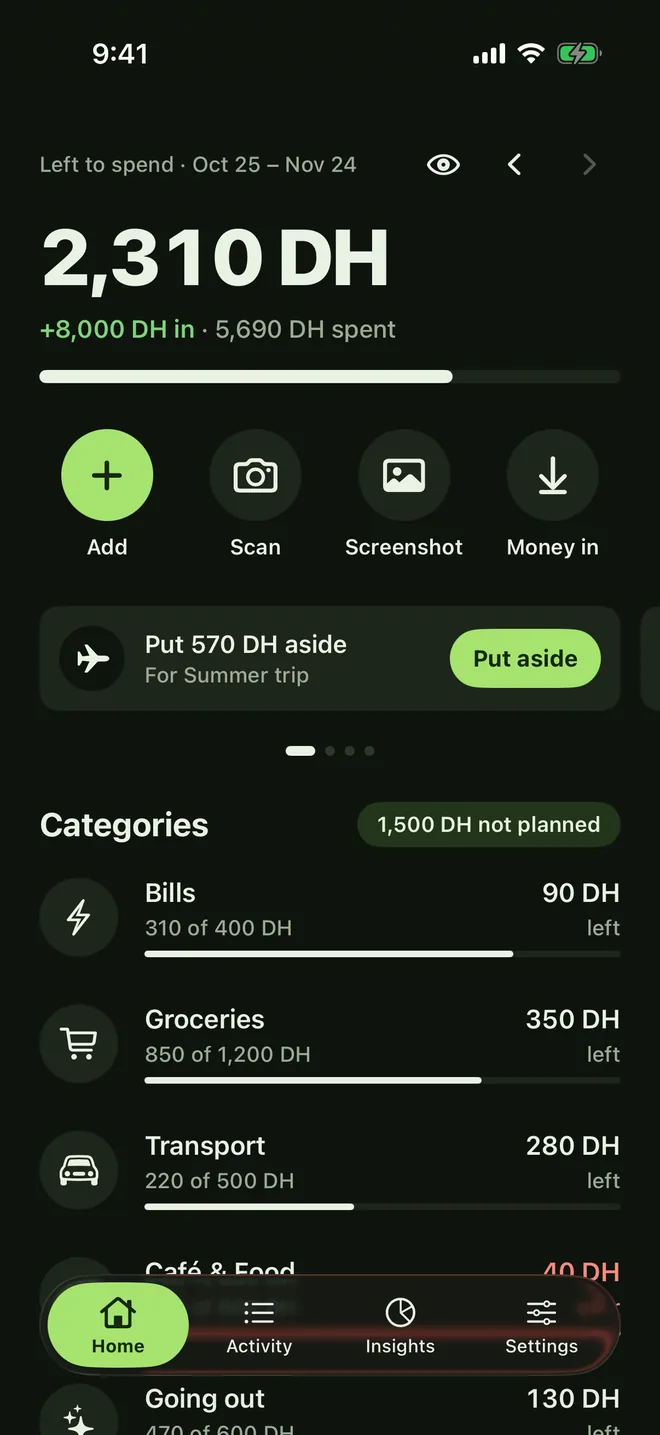 9:41
Left to spend · Oct 25 – Nov 24
2,310 DH
+8,000 DH in · 5,690 DH spent
Add
Scan
Screenshot
Money in
Put 570 DH aside
For Summer trip
Put aside
Categories
1,500 DH not planned
Bills
90 DH
310 of 400 DH
left
Groceries
350 DH
850 of 1,200 DH
left
Transport
280 DH
220 of 500 DH
left
Café & Food
40 DH
Home
Activity
Insights
Settings
Going out
130 DH
470 of 600 DH
left